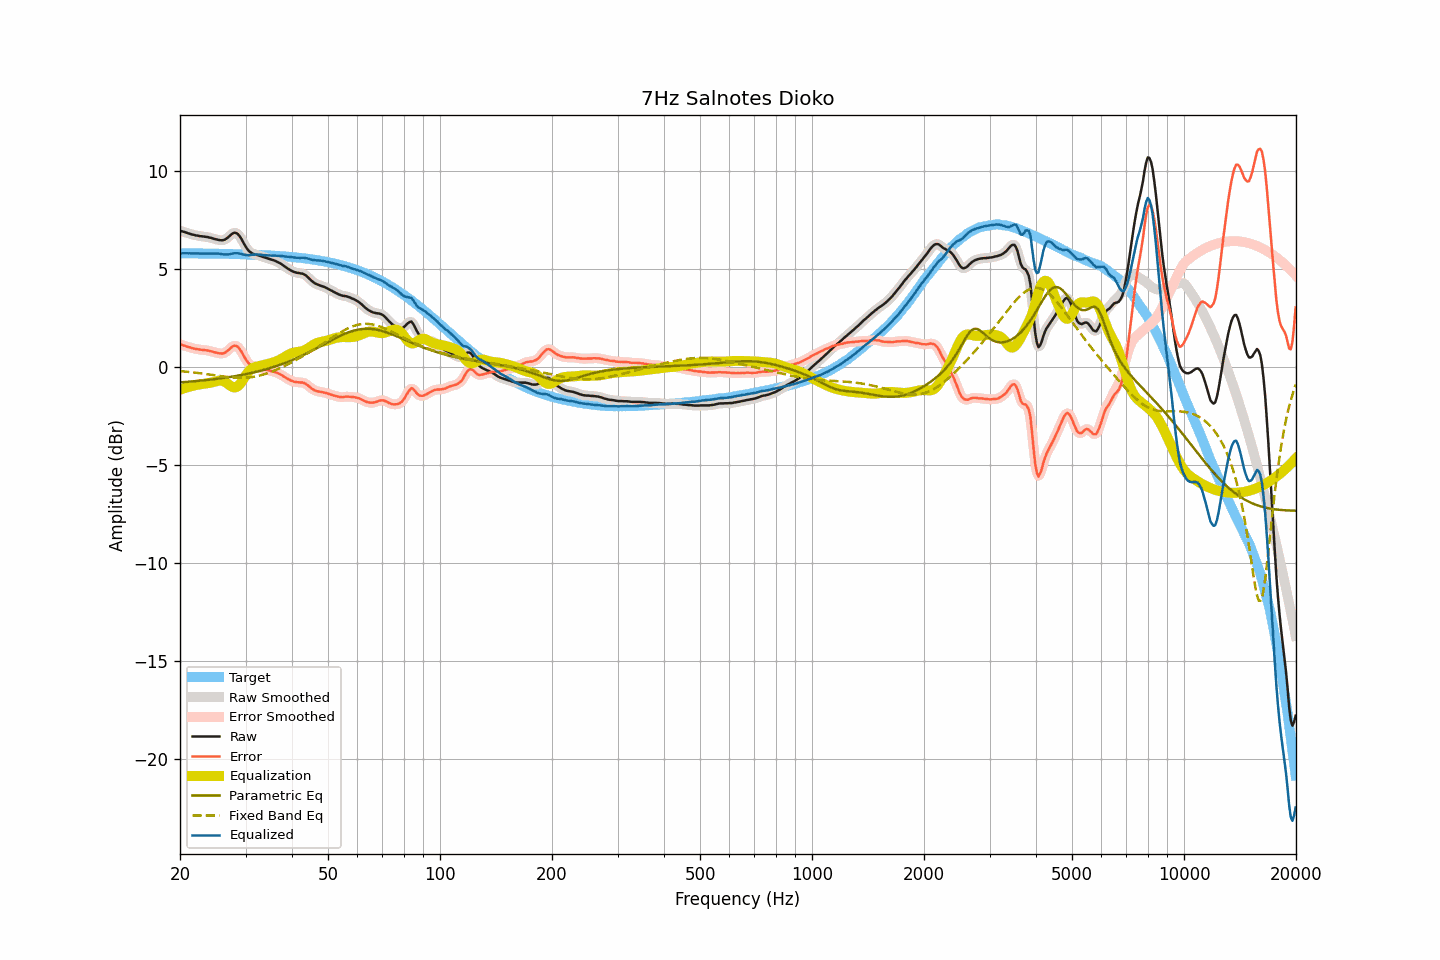 7Hz Salnotes Dioko
10
5
0
−5
−10
−15
−20
Amplitude (dBr)
Target
Raw Smoothed
Error Smoothed
Raw
Error
Equalization
Parametric Eq
Fixed Band Eq
Equalized
20 50 100 200 500 1000 2000 5000 10000 20000
Frequency (Hz)